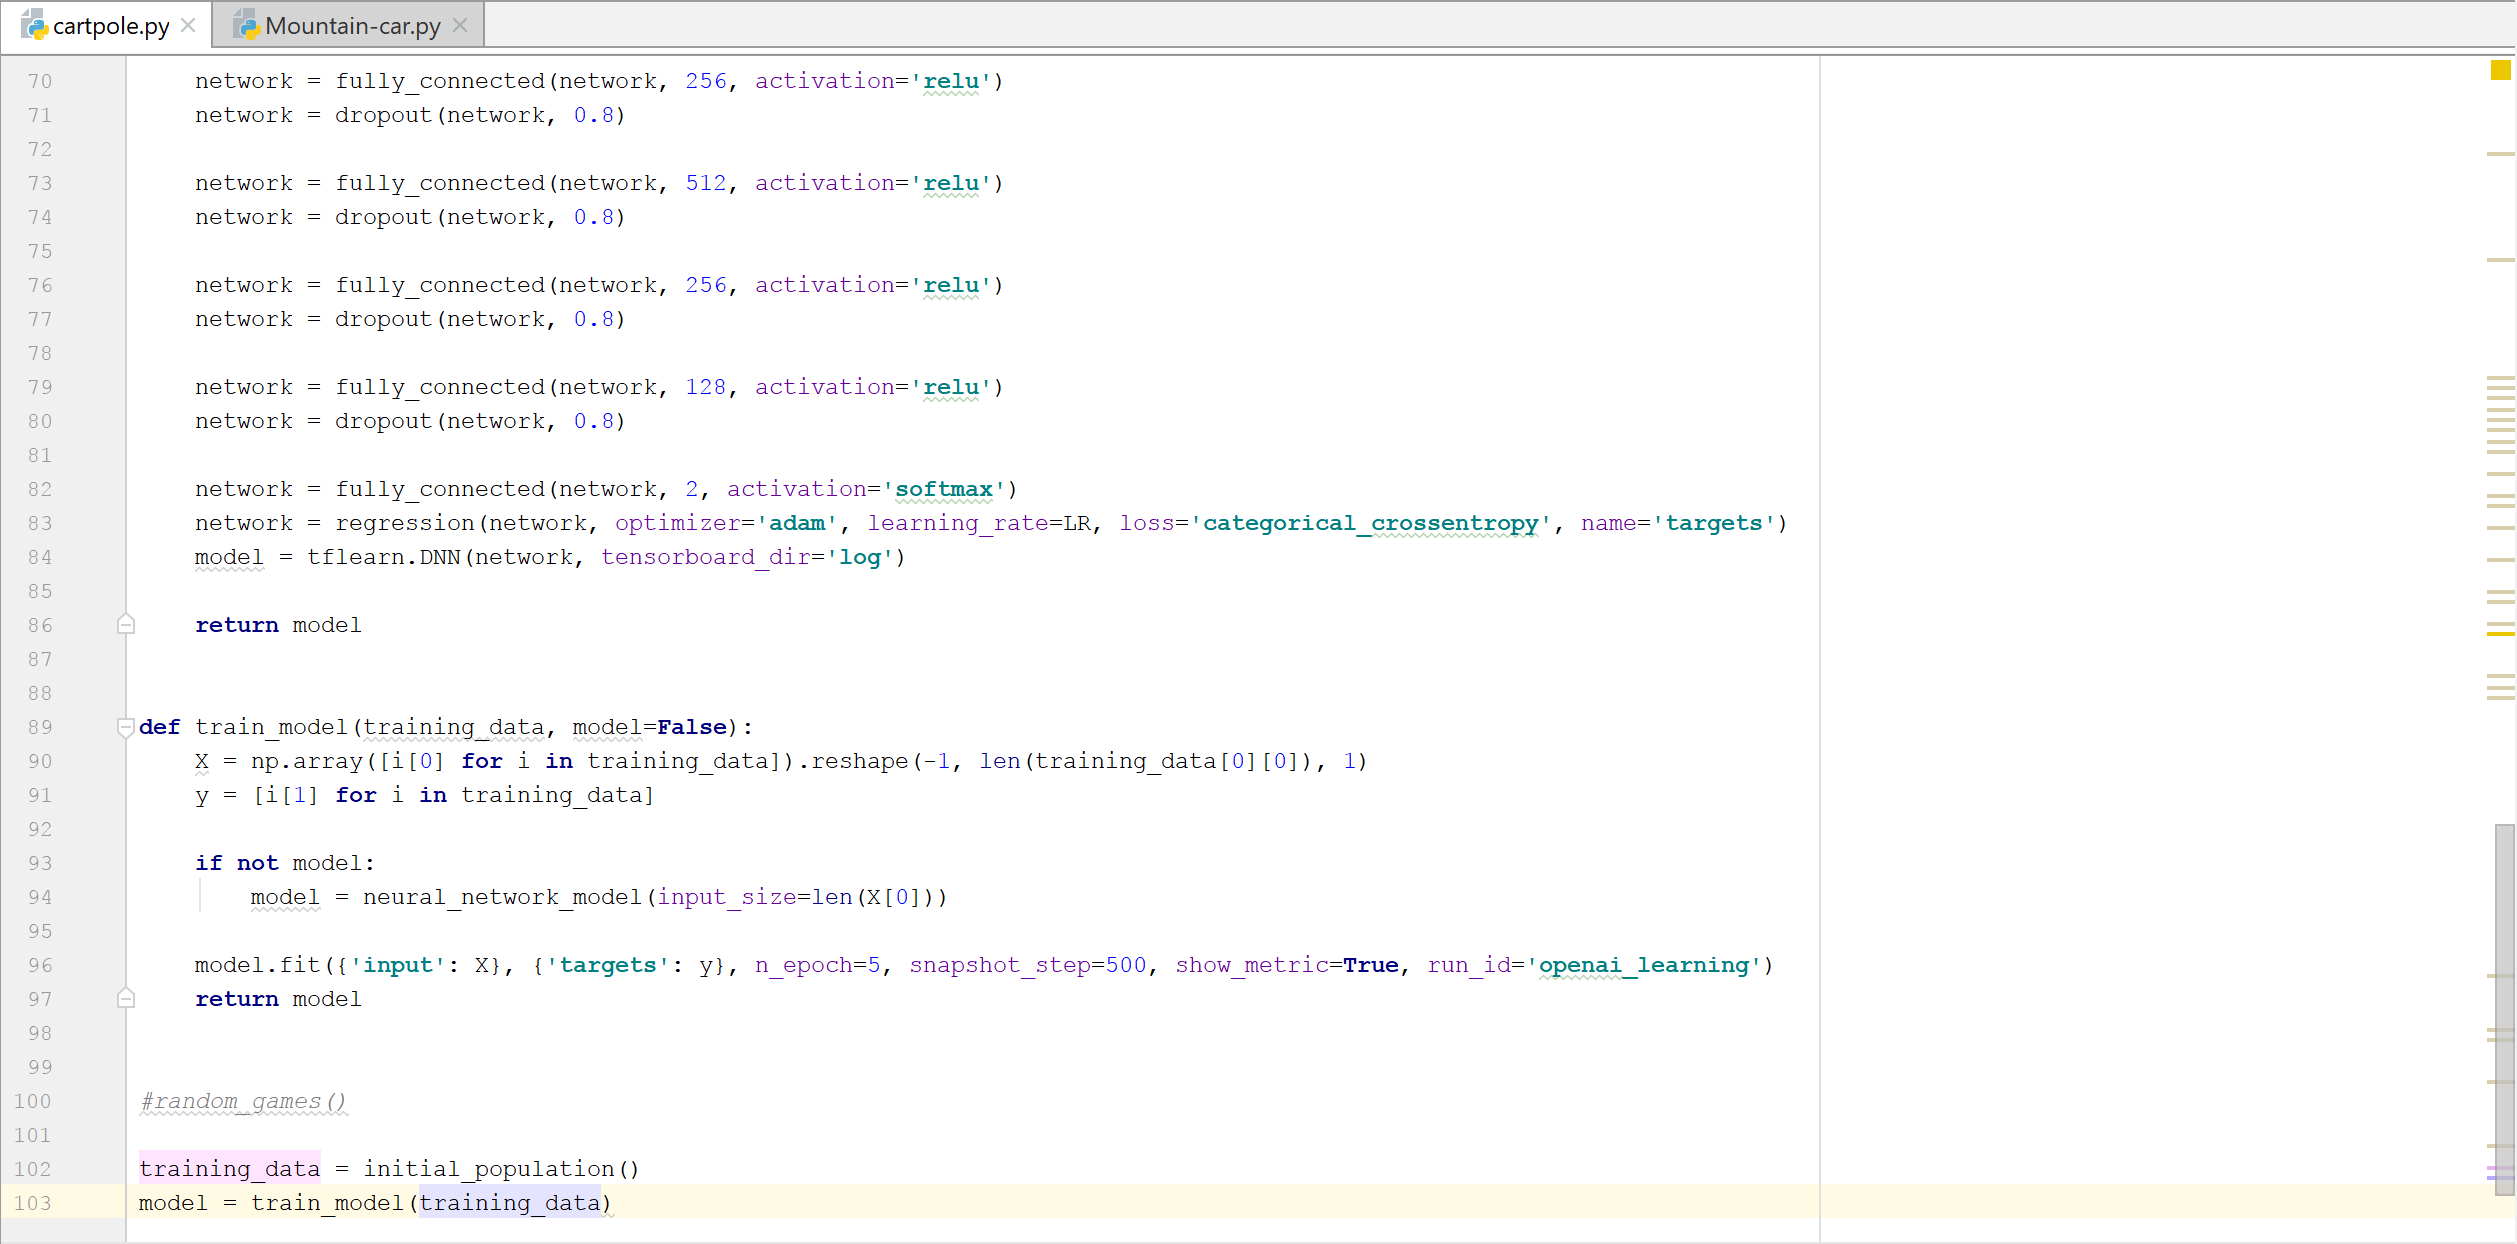 cartpole.py Mountain-car.py
70 network = fully_connected(network, 256, activation='relu')
71 network = dropout(network, 0.8)
72
73 network = fully_connected(network, 512, activation='relu')
74 network = dropout(network, 0.8)
75
76 network = fully_connected(network, 256, activation='relu')
77 network = dropout(network, 0.8)
78
79 network = fully_connected(network, 128, activation='relu')
80 network = dropout(network, 0.8)
81
82 network = fully_connected(network, 2, activation='softmax')
83 network = regression(network, optimizer='adam', learning_rate=LR, loss='categorical_crossentropy', name='targets')
84 model = tflearn.DNN(network, tensorboard_dir='log')
85
86 return model
87
88
89 def train_model(training_data, model=False):
90 X = np.array([i[0] for i in training_data]).reshape(-1, len(training_data[0][0]), 1)
91 y = [i[1] for i in training_data]
92
93 if not model:
94 model = neural_network_model(input_size=len(X[0]))
95
96 model.fit({'input': X}, {'targets': y}, n_epoch=5, snapshot_step=500, show_metric=True, run_id='openai_learning')
97 return model
98
99
100 #random_games()
101
102 training_data = initial_population()
103 model = train_model(training_data)